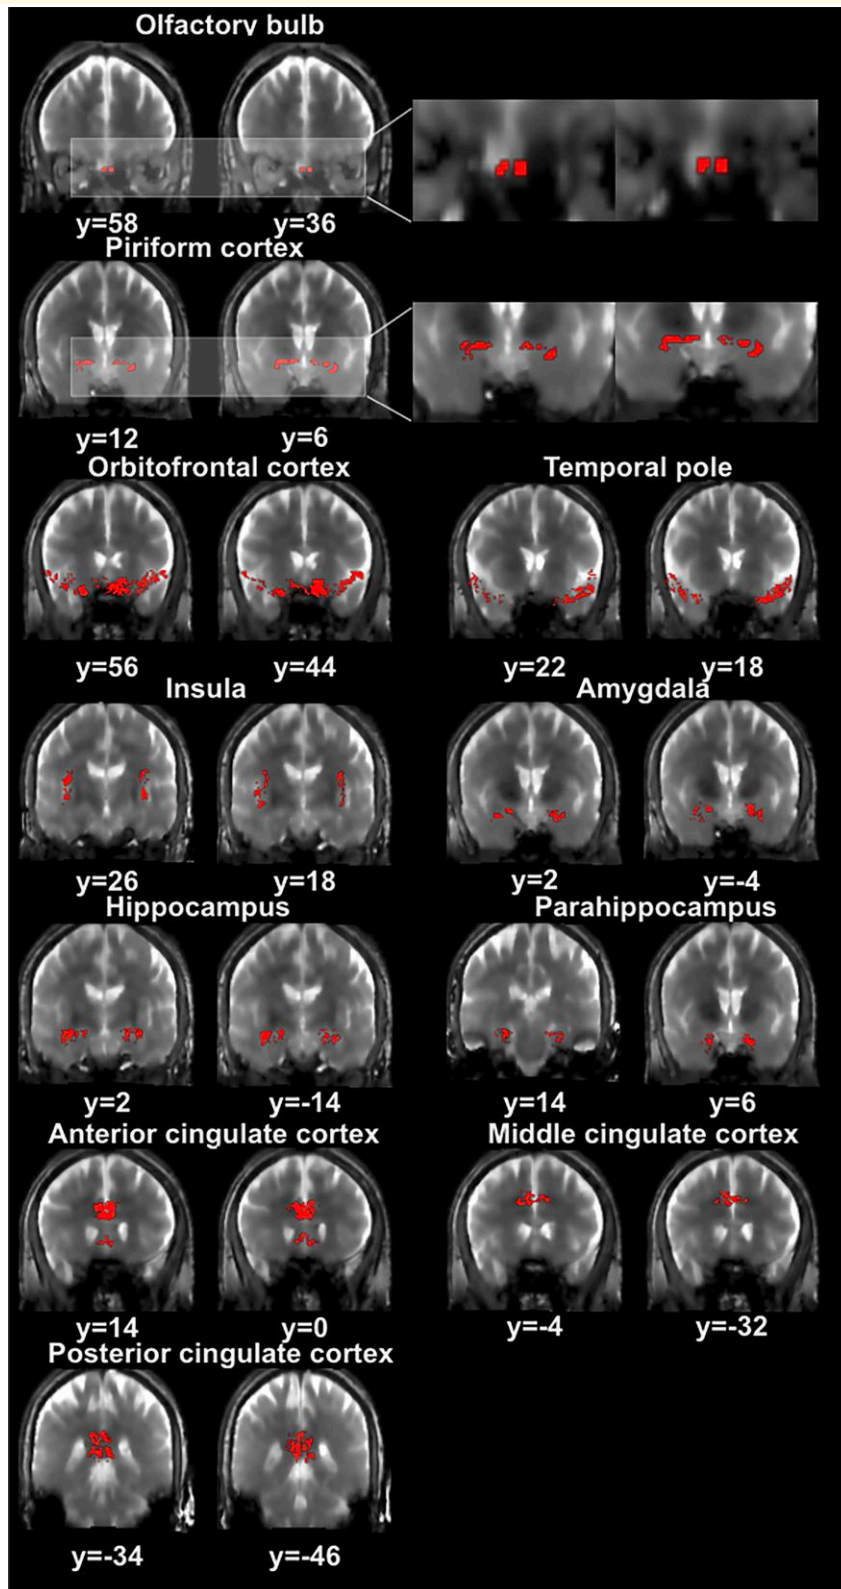 Olfactory bulb
y=58 y=36
Piriform cortex
y=12 y=6
Orbitofrontal cortex Temporal pole
y=56 y=44 y=22 y=18
Insula Amygdala
y=26 y=18 y=2 y=-4
Hippocampus Parahippocampus
y=2 y=-14 y=14 y=6
Anterior cingulate cortex Middle cingulate cortex
y=14 y=0 y=-4 y=-32
Posterior cingulate cortex
y=-34 y=-46